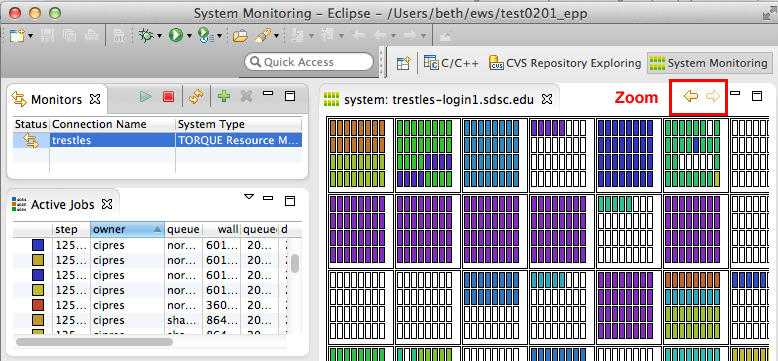 System Monitoring – Eclipse – /Users/beth/ews/test0201_epp
Quick Access
C/C++
CVS
CVS Repository Exploring
System Monitoring
Monitors
system: trestles-login1.sdsc.edu
Zoom
Status Connection Name System Type
trestles TORQUE Resource M...
Active Jobs
step owner queue wall queued d
125... cipres nor... 601... 20...
125... cipres nor... 601... 20...
125... cipres nor... 601... 20...
125... cipres nor... 601... 20...
125... cipres nor... 360... 20...
125... cipres sha... 864... 20...
125... cipres sha... 864... 20...